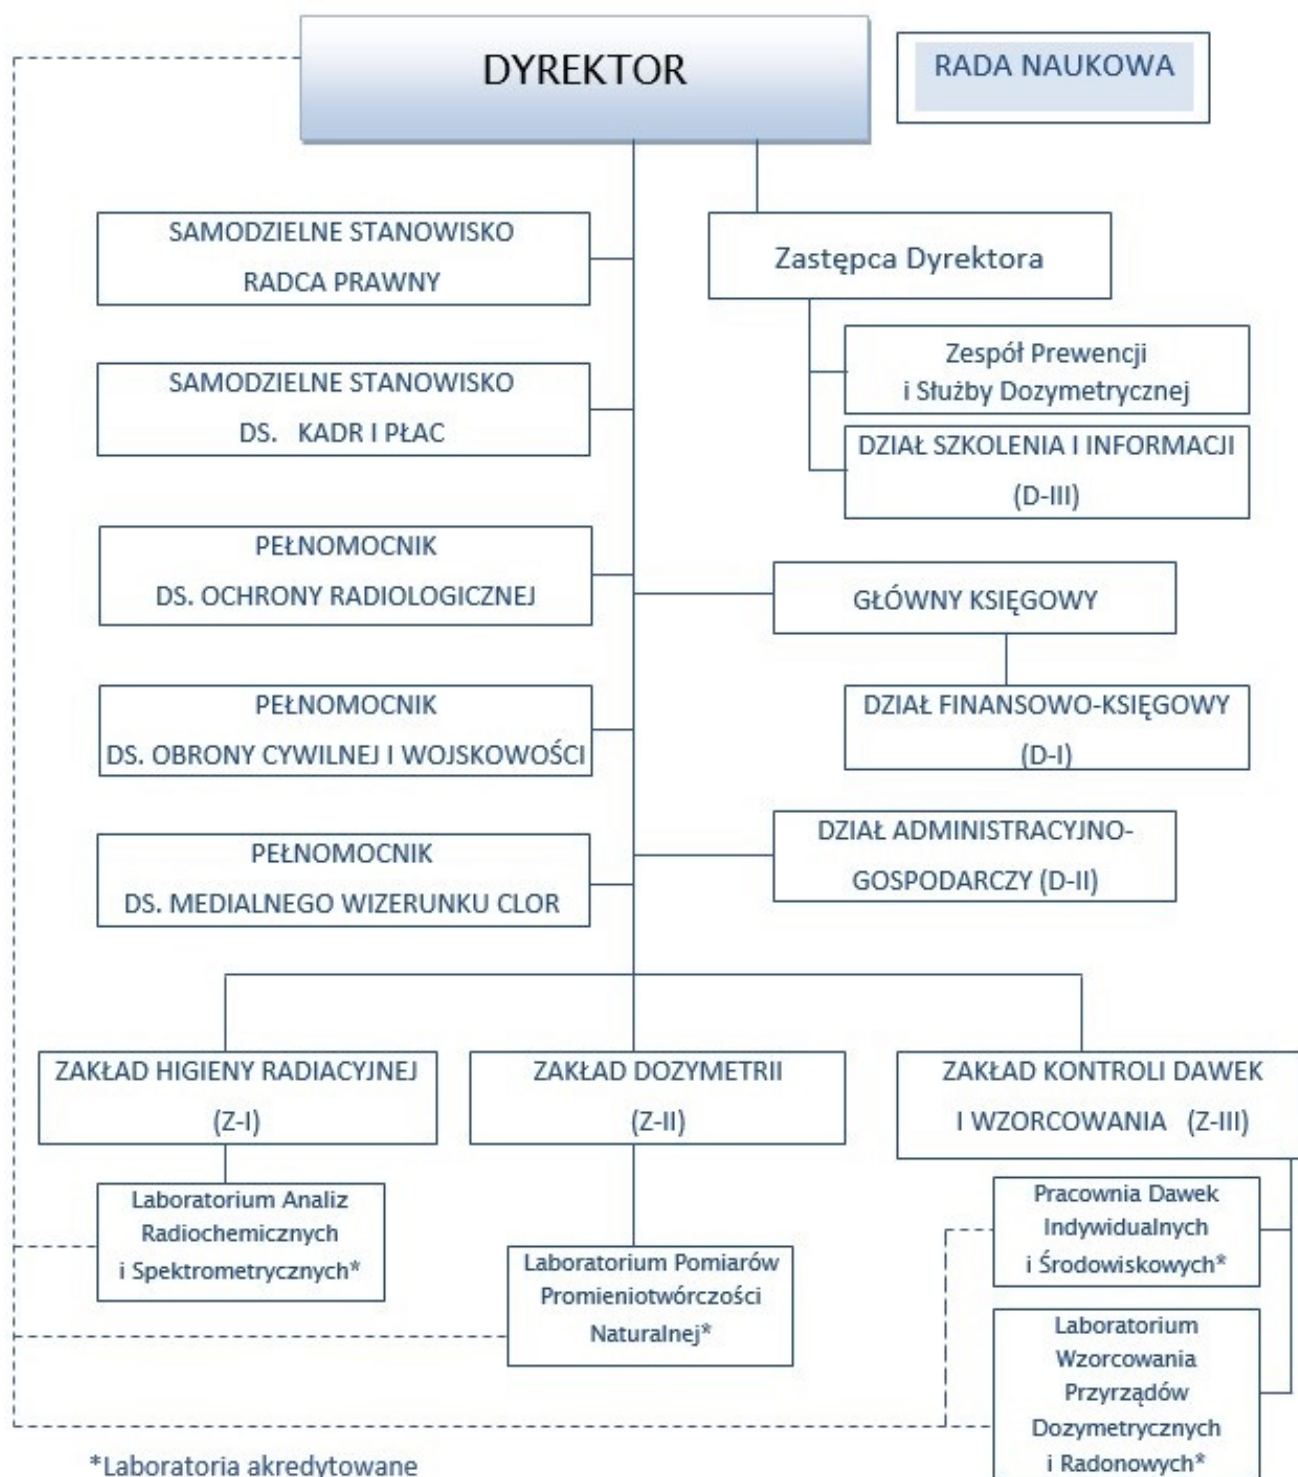 DYREKTOR
RADA NAUKOWA
SAMODZIELNE STANOWISKO
RADCA PRAWNY
Zastępca Dyrektora
Zespół Prewencji
i Służby Dozymetrycznej
SAMODZIELNE STANOWISKO
DS. KADR I PŁAC
DZIAŁ SZKOLENIA I INFORMACJI
(D-III)
PEŁNOMOCNIK
DS. OCHRONY RADIOLOGICZNEJ
GŁÓWNY KSIĘGOWY
PEŁNOMOCNIK
DS. OBRONY CYWILNEJ I WOJSKOWOŚCI
DZIAŁ FINANSOWO-KSIĘGOWY
(D-I)
PEŁNOMOCNIK
DS. MEDIALNEGO WIZERUNKU CLOR
DZIAŁ ADMINISTRACYJNO-
GOSPODARCZY (D-II)
ZAKŁAD HIGIENY RADIACYJNEJ
(Z-I)
ZAKŁAD DOZYMETRII
(Z-II)
ZAKŁAD KONTROLI DAWEK
I WZORCOWANIA (Z-III)
Laboratorium Analiz
Radiochemicznych
i Spektrometrycznych*
Laboratorium Pomiarów
Promieniotwórczości
Naturalnej*
Pracownia Dawek
Indywidualnych
i Środowiskowych*
Laboratorium
Wzorcowania
Przyrządów
Dozymetrycznych
i Radonowych*
*Laboratoria akredytowane